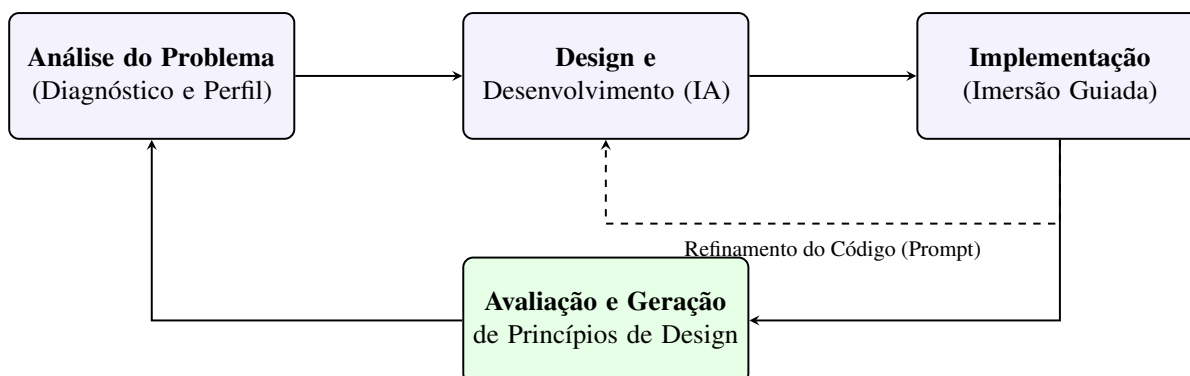 Análise do Problema
(Diagnóstico e Perfil)
Design e
Desenvolvimento (IA)
Implementação
(Imersão Guiada)
Refinamento do Código (Prompt)
Avaliação e Geração
de Princípios de Design